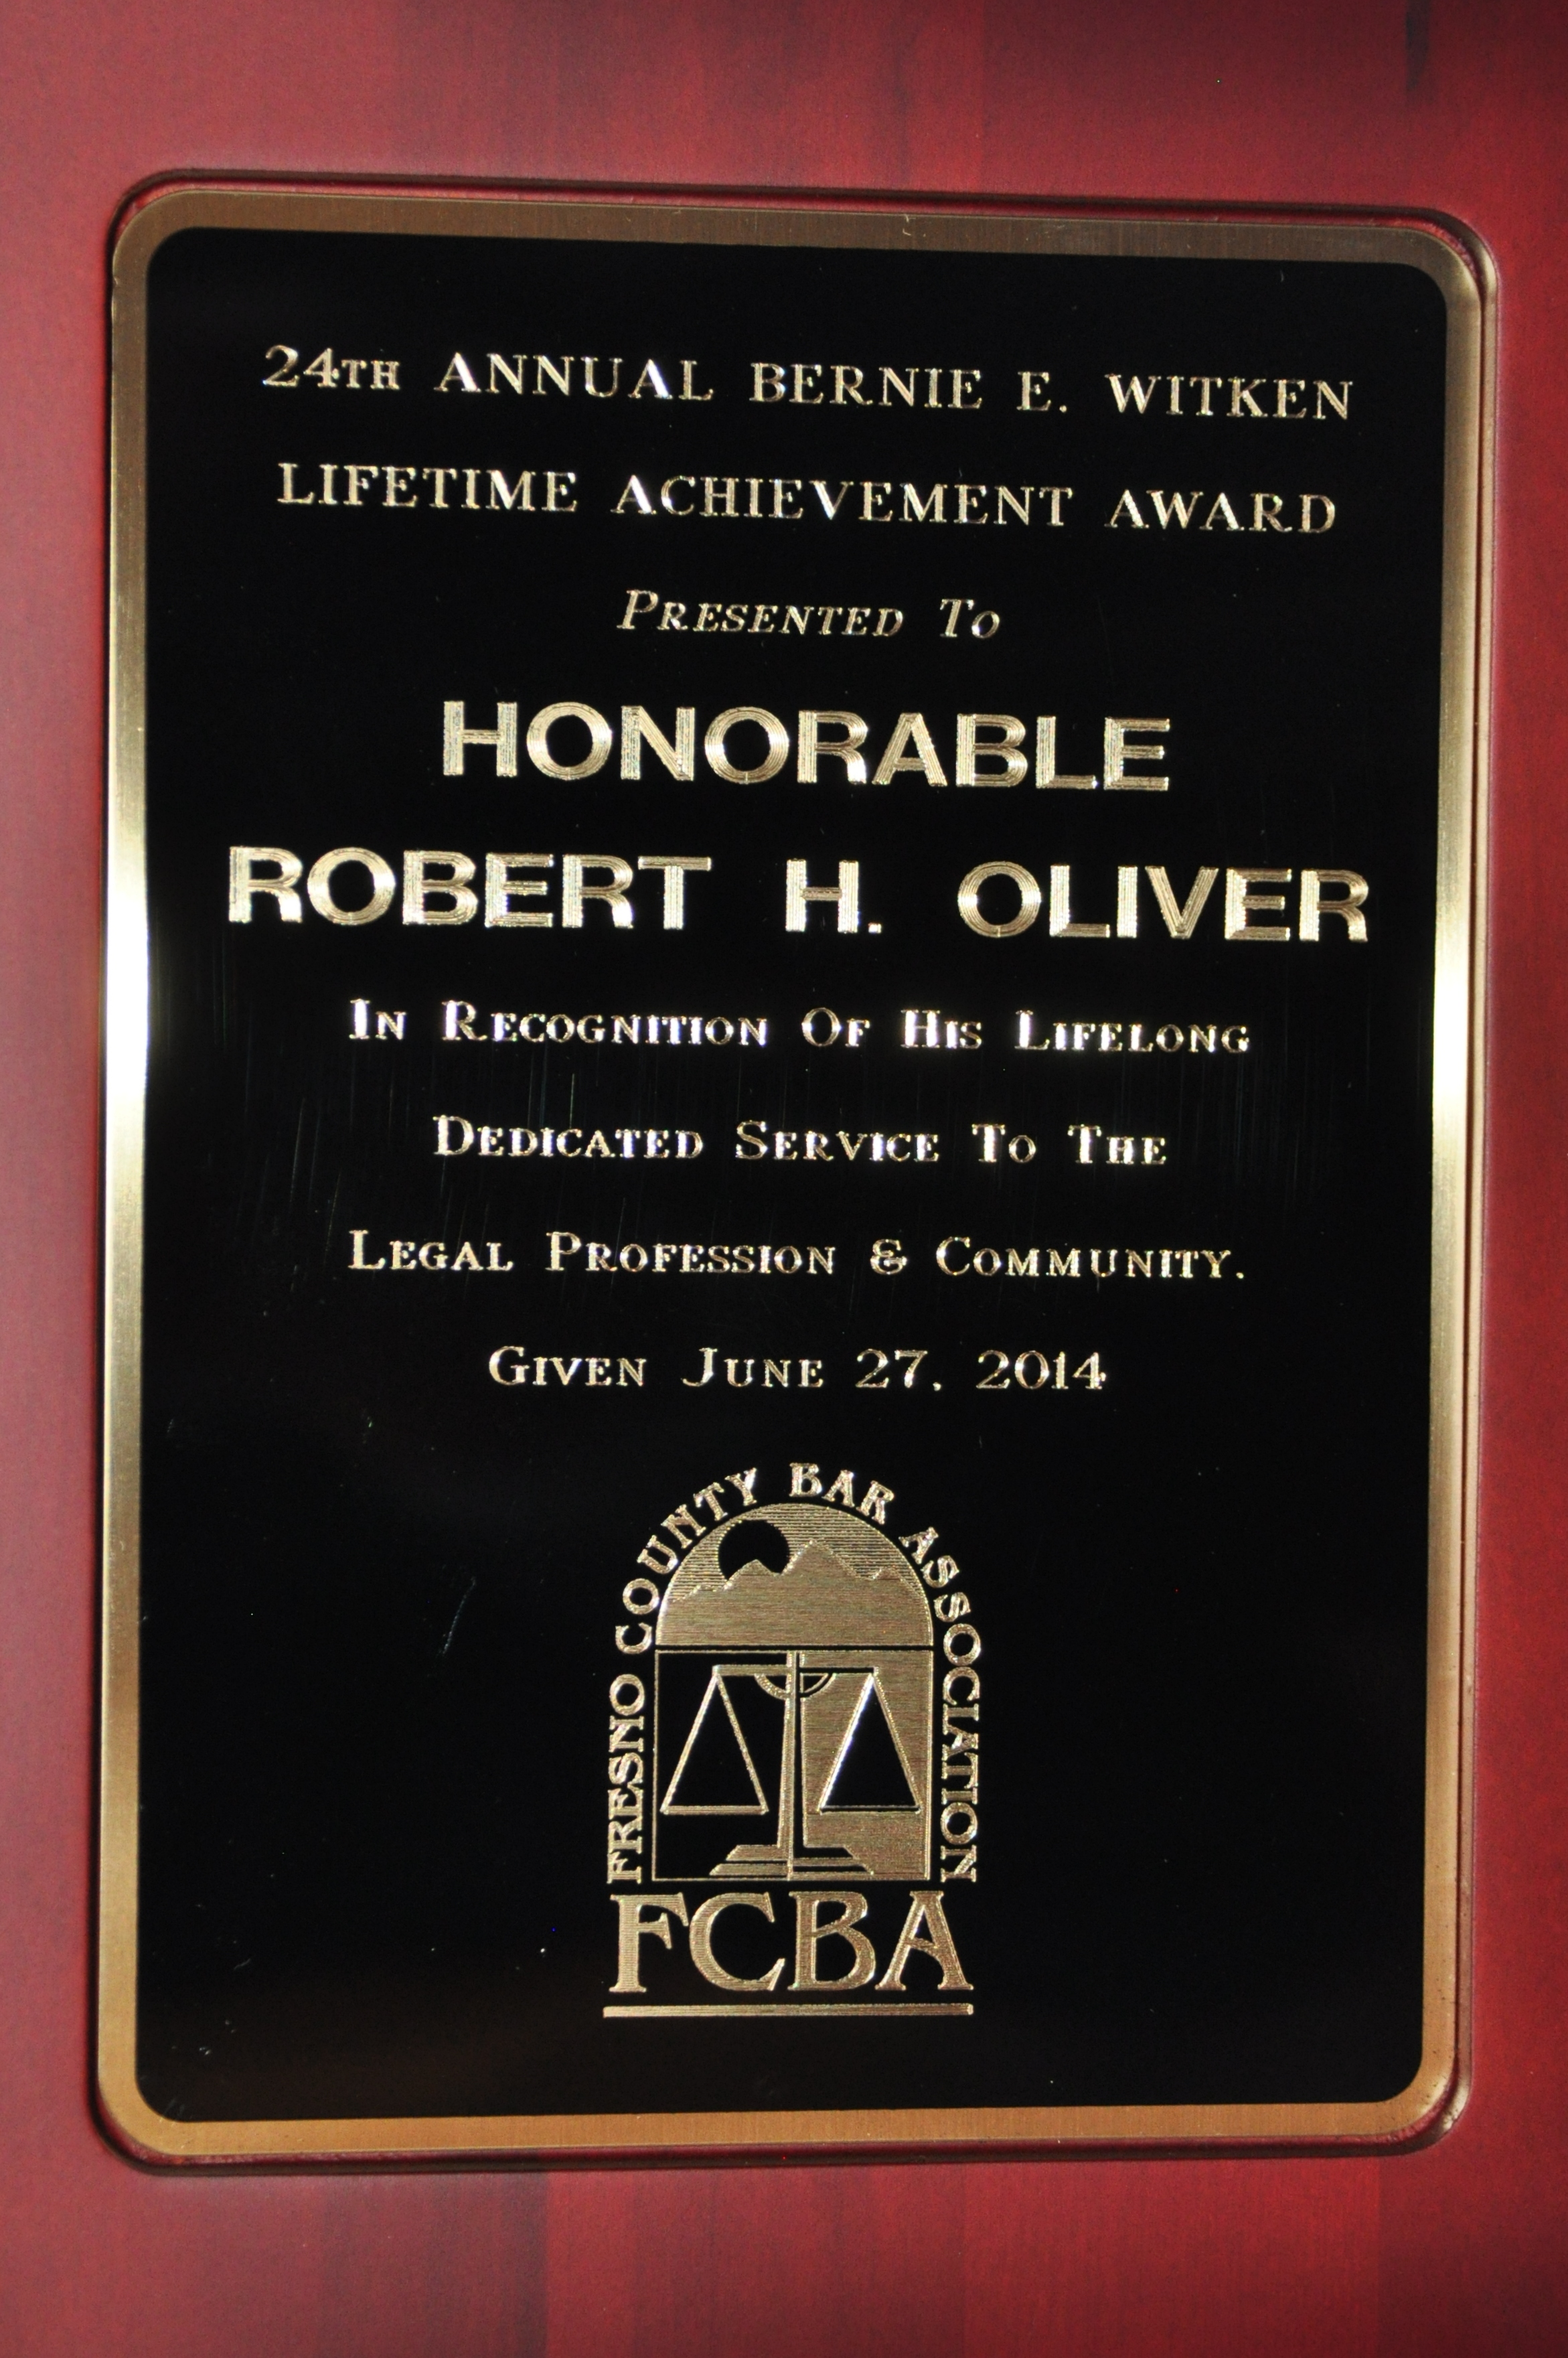 24TH ANNUAL BERNIE E. WITKEN
LIFETIME ACHIEVEMENT AWARD
PRESENTED TO
HONORABLE
ROBERT H. OLIVER
IN RECOGNITION OF HIS LIFELONG
DEDICATED SERVICE TO THE
LEGAL PROFESSION & COMMUNITY.
GIVEN JUNE 27, 2014
FRESNO COUNTY BAR ASSOCIATION
FCBA